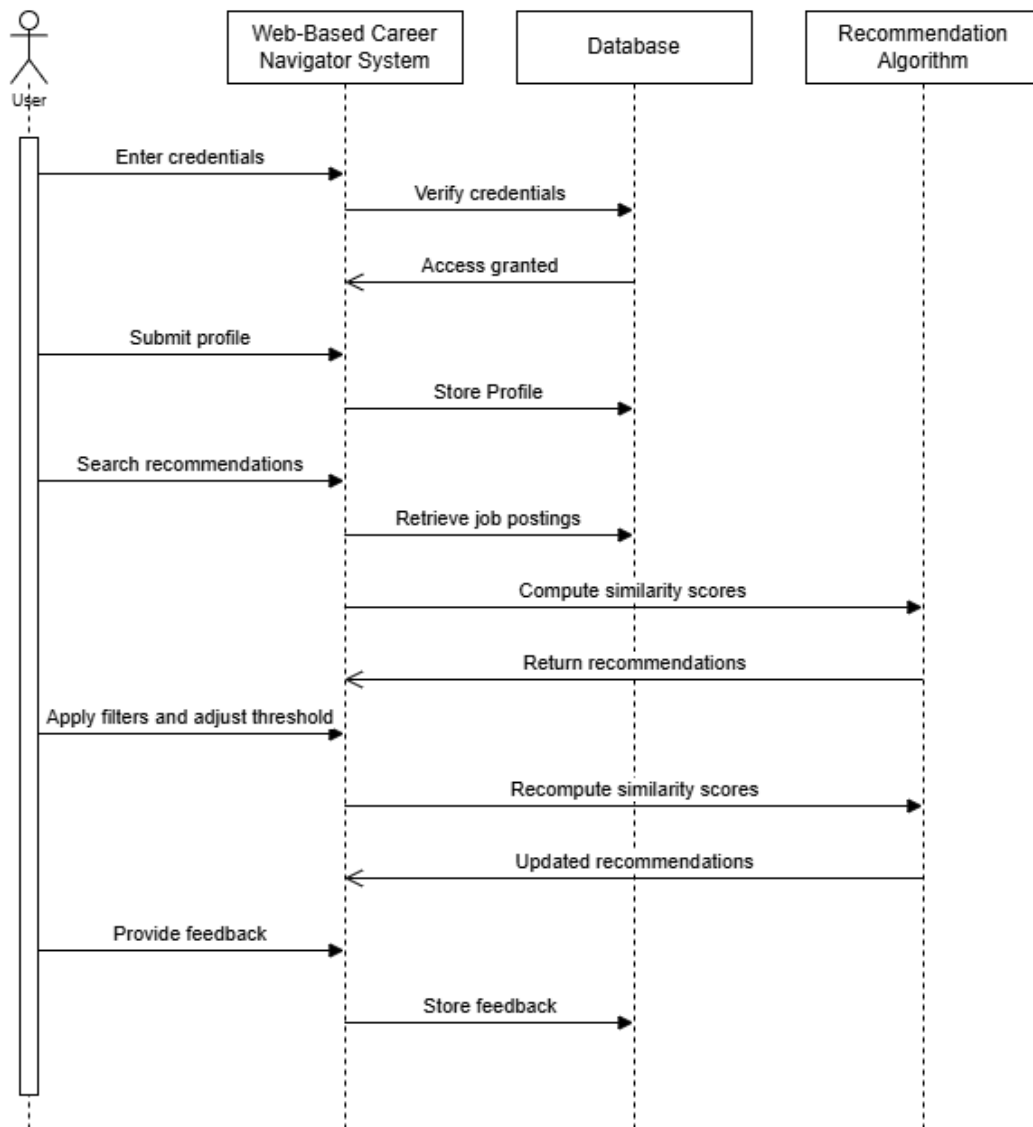 Web-Based Career
Navigator System
Database
Recommendation
Algorithm
User
Enter credentials
Verify credentials
Access granted
Submit profile
Store Profile
Search recommendations
Retrieve job postings
Compute similarity scores
Return recommendations
Apply filters and adjust threshold
Recompute similarity scores
Updated recommendations
Provide feedback
Store feedback